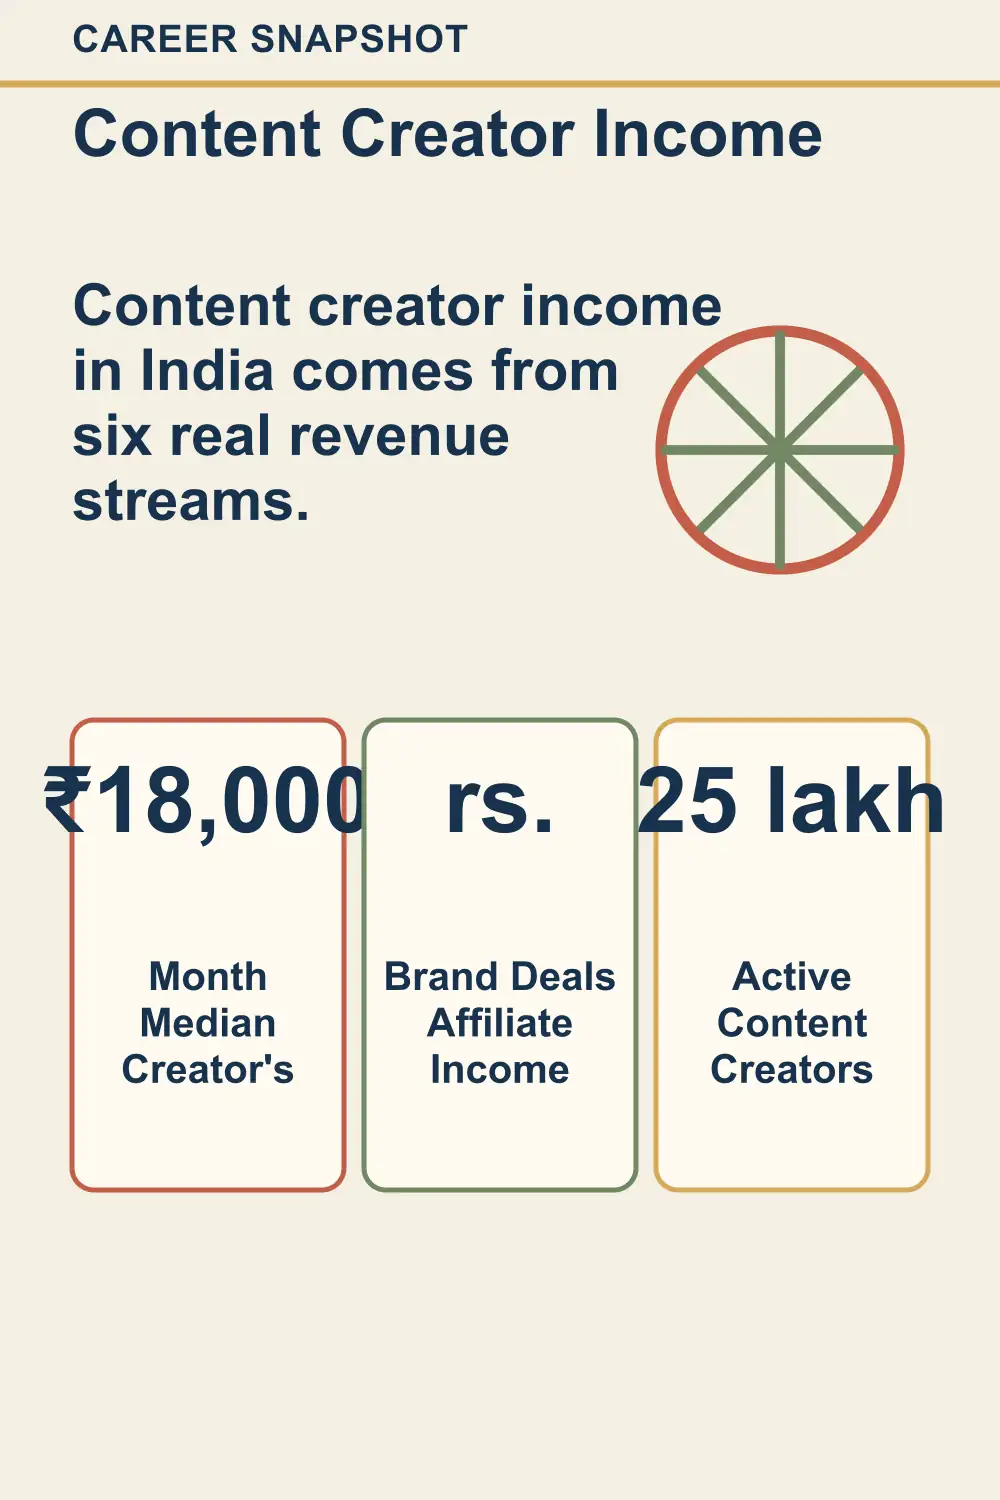 CAREER SNAPSHOT
Content Creator Income
Content creator income
in India comes from
six real revenue
streams.
₹18,000
rs.
25 lakh
Month
Median
Creator's
Brand Deals
Affiliate
Income
Active
Content
Creators